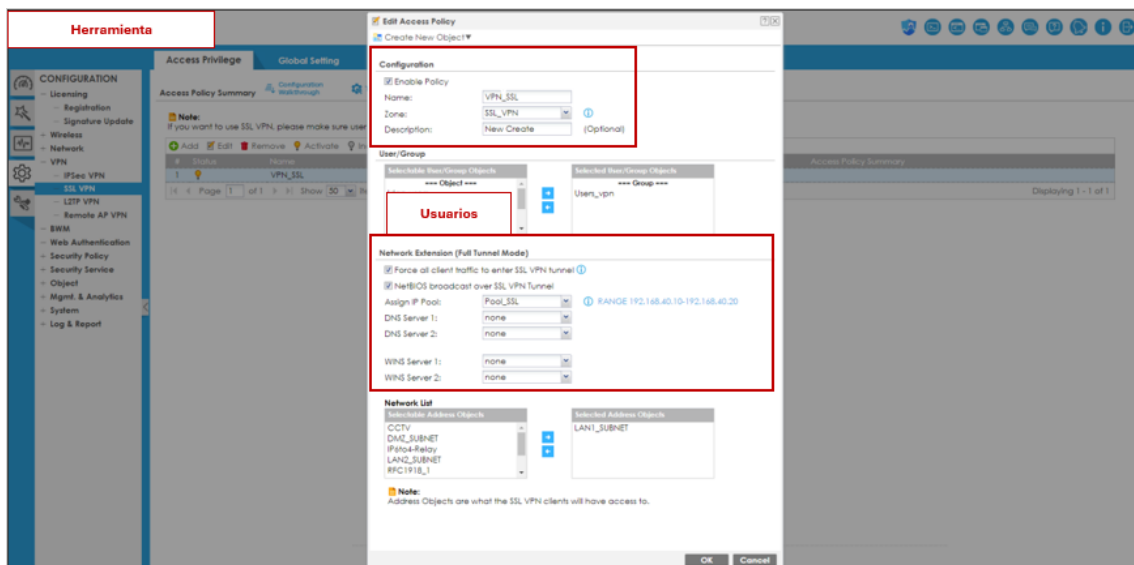 Herramienta
Edit Access Policy
Create New Object▼
Access Privilege Global Setting
Configuration
CONFIGURATION
Access Policy Summary Configuration Walkthrough
Enable Policy
Licensing
Registration
Signature Update
Wireless
Network
VPN
IPSec VPN
SSL VPN
L2TP VPN
Remote AP VPN
BWM
Web Authentication
Security Policy
Security Service
Object
Mgmt. & Analytics
System
Log & Report
Note:
If you want to use SSL VPN, please make sure user
Add Edit Remove Activate
# Status Name Access Policy Summary
1 VPN_SSL
Page 1 of 1 Show 50
Displaying 1 - 1 of 1
Name: VPN_SSL
Zone: SSL_VPN
Description: New Create (Optional)
User/Group
Selectable User/Group Objects Selected User/Group Objects
=== Object === === Group ===
Users_vpn
Usuarios
Network Extension (Full Tunnel Mode)
Force all client traffic to enter SSL VPN tunnel
NetBIOS broadcast over SSL VPN Tunnel
Assign IP Pool: Pool_SSL RANGE 192.168.40.10-192.168.40.20
DNS Server 1: none
DNS Server 2: none
WINS Server 1: none
WINS Server 2: none
Network List
Selectable Address Objects Selected Address Objects
CCTV LAN1_SUBNET
DMZ_SUBNET
IP6to4-Relay
LAN2_SUBNET
RFC1918_1
Note:
Address Objects are what the SSL VPN clients will have access to.
OK Cancel